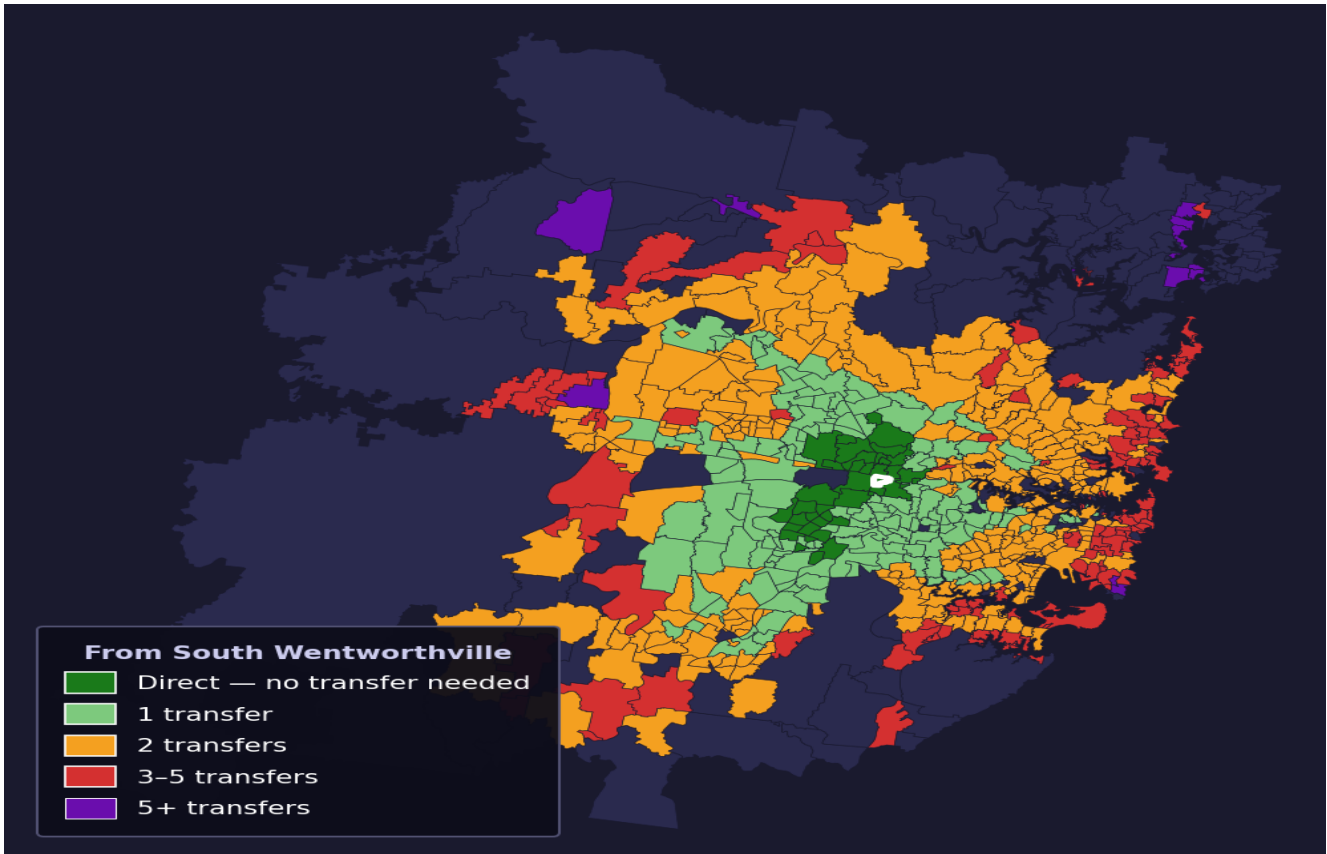 From South Wentworthville
Direct — no transfer needed
1 transfer
2 transfers
3–5 transfers
5+ transfers